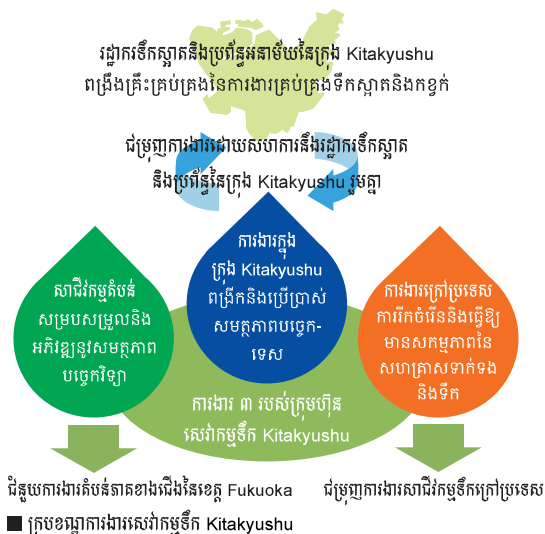 រដ្ឋាករទឹកស្អាតនិងប្រព័ន្ធអនាម័យនៃក្រុង Kitakyushu
ពង្រឹងគ្រឹះគ្រប់គ្រងនៃការងារគ្រប់គ្រងទឹកស្អាតនិងកខ្វក់
ជម្រុញការងារដោយសហការនឹងរដ្ឋាករទឹកស្អាត
និងប្រព័ន្ធនៃក្រុង Kitakyushu រួមគ្នា
ការងារក្នុង
ក្រុង Kitakyushu
ពង្រីកនិងប្រើប្រាស់
សមត្ថភាពបច្ចេក-
ទេស
សាជីវកម្មតំបន់
សម្របសម្រួលនិង
អភិវឌ្ឍនូវសមត្ថភាព
បច្ចេកវិទ្យា
ការងារក្រៅប្រទេស
ការរីកចំរើននិងធ្វើឱ្យ
មានសកម្មភាពនៃ
សហគ្រាសទាក់ទង
និងទឹក
ការងារ ៣ របស់ក្រុមហ៊ុន
សេវាកម្មទឹក Kitakyushu
ជំនួយការងារតំបន់ភាគខាងជើងនៃខេត្ត Fukuoka
ជម្រុញការងារសាជីវកម្មទឹកក្រៅប្រទេស
■ ក្របខណ្ឌការងារសេវាកម្មទឹក Kitakyushu